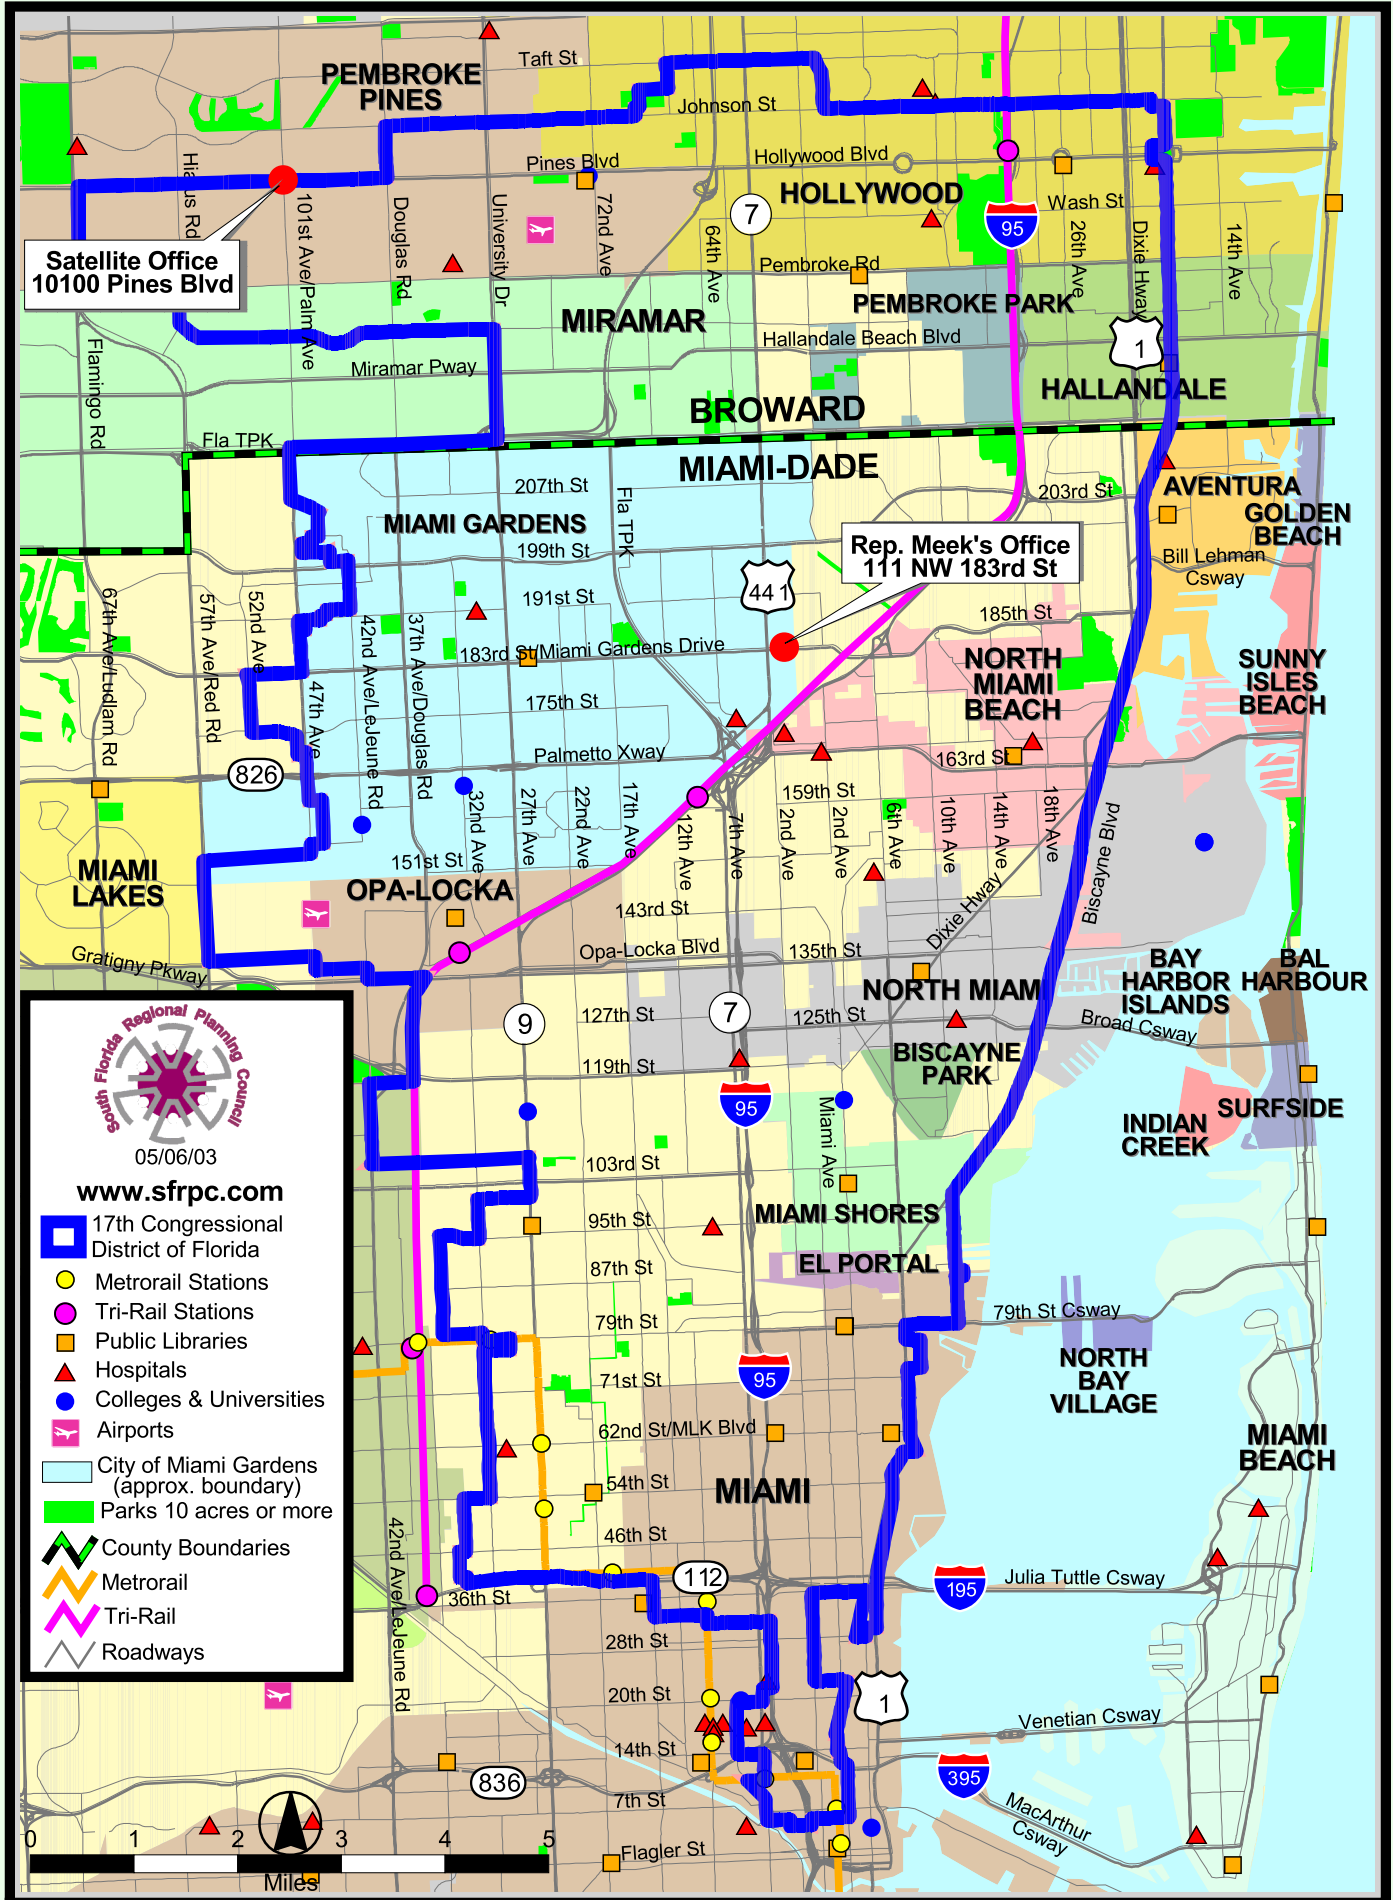 Taft St
PEMBROKE
PINES
Johnson St
Hiatus Rd
Pines Blvd
Hollywood Blvd
HOLLYWOOD
7
95
Wash St
Satellite Office
10100 Pines Blvd
101st Ave/Palm Ave
Douglas Rd
University Dr
72nd Ave
64th Ave
26th Ave
Dixie Hway
14th Ave
Pembroke Rd
PEMBROKE PARK
MIRAMAR
Hallandale Beach Blvd
1
Flamingo Rd
Miramar Pway
HALLANDALE
BROWARD
Fla TPK
MIAMI-DADE
207th St
Fla TPK
203rd St
AVENTURA
GOLDEN
BEACH
MIAMI GARDENS
199th St
Rep. Meek's Office
111 NW 183rd St
Bill Lehman
Csway
441
191st St
185th St
67th Ave/Ludlam Rd
57th Ave/Red Rd
52nd Ave
47th Ave
42nd Ave/LeJeune Rd
37th Ave/Douglas Rd
183rd St/Miami Gardens Drive
NORTH
MIAMI
BEACH
SUNNY
ISLES
BEACH
175th St
Palmetto Xway
163rd St
826
159th St
32nd Ave
27th Ave
22nd Ave
17th Ave
12th Ave
7th Ave
2nd Ave
2nd Ave
6th Ave
10th Ave
14th Ave
18th Ave
Biscayne Blvd
MIAMI
LAKES
151st St
OPA-LOCKA
143rd St
Dixie Hway
Opa-Locka Blvd
135th St
Gratigny Pkway
BAY
HARBOR
ISLANDS
BAL
HARBOUR
NORTH MIAMI
9
7
127th St
125th St
Broad Csway
BISCAYNE
PARK
119th St
95
Miami Ave
INDIAN
CREEK
SURFSIDE
103rd St
MIAMI SHORES
95th St
EL PORTAL
87th St
79th St
79th St Csway
NORTH
BAY
VILLAGE
95
71st St
62nd St/MLK Blvd
MIAMI
BEACH
54th St
MIAMI
46th St
112
36th St
195
Julia Tuttle Csway
42nd Ave/LeJeune Rd
28th St
20th St
1
Venetian Csway
14th St
836
395
7th St
MacArthur
Csway
Flagler St
South Florida Regional Planning Council
05/06/03
www.sfrpc.com
17th Congressional
District of Florida
Metrorail Stations
Tri-Rail Stations
Public Libraries
Hospitals
Colleges & Universities
Airports
City of Miami Gardens
(approx. boundary)
Parks 10 acres or more
County Boundaries
Metrorail
Tri-Rail
Roadways
0 1 2 3 4 5
Miles